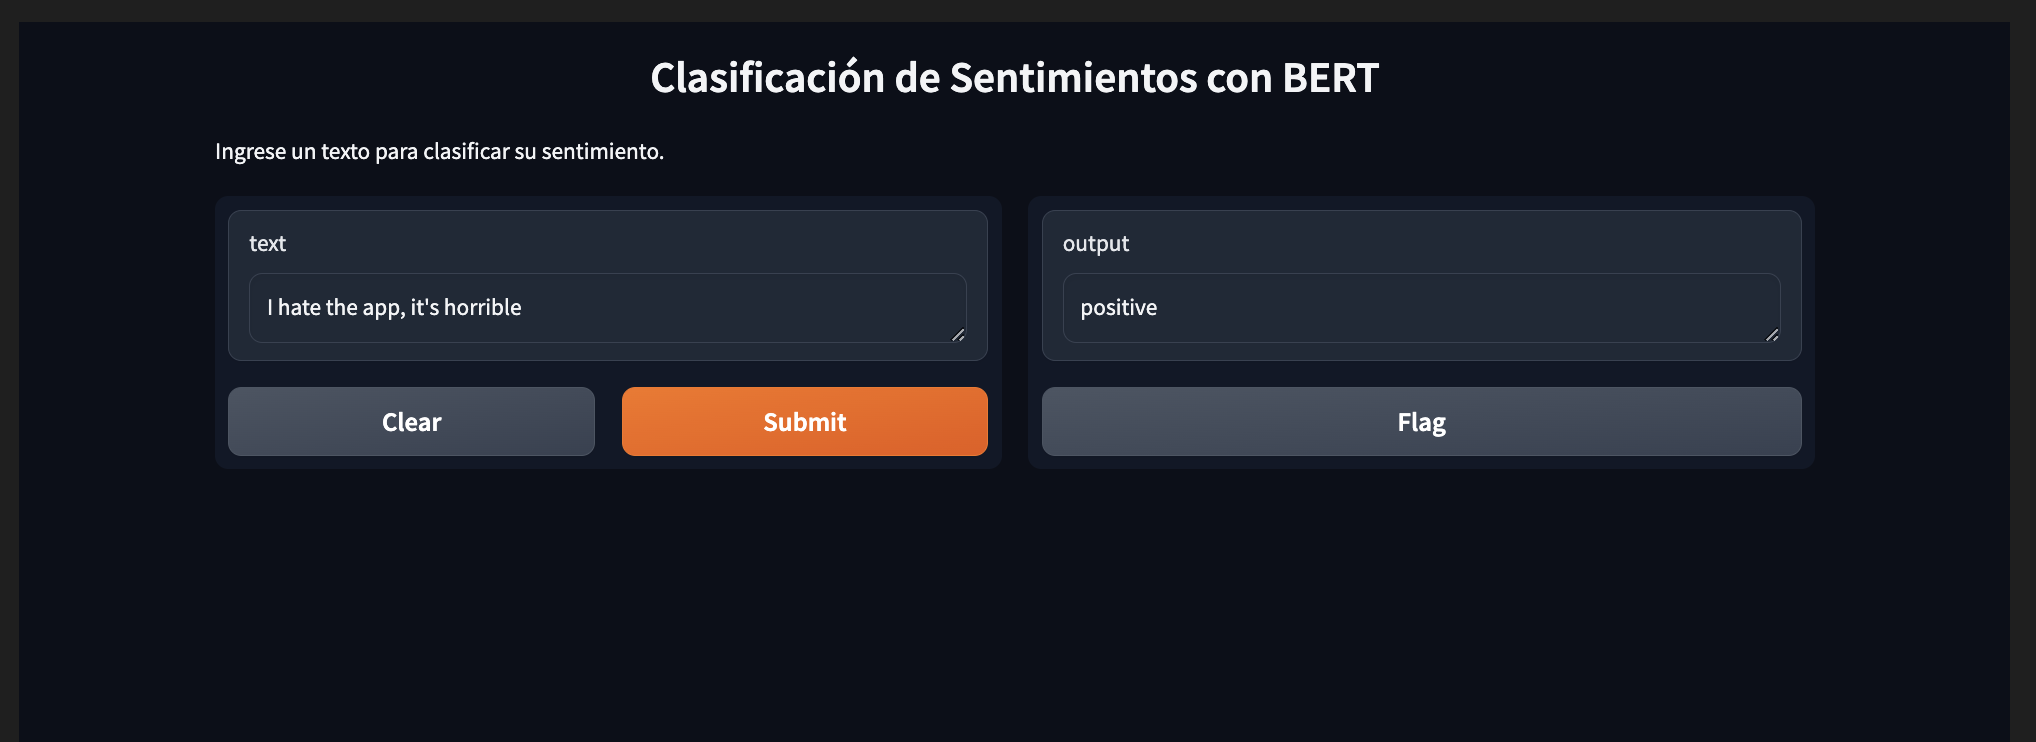 Clasificación de Sentimientos con BERT
Ingrese un texto para clasificar su sentimiento.
text
I hate the app, it's horrible
Clear
Submit
output
positive
Flag